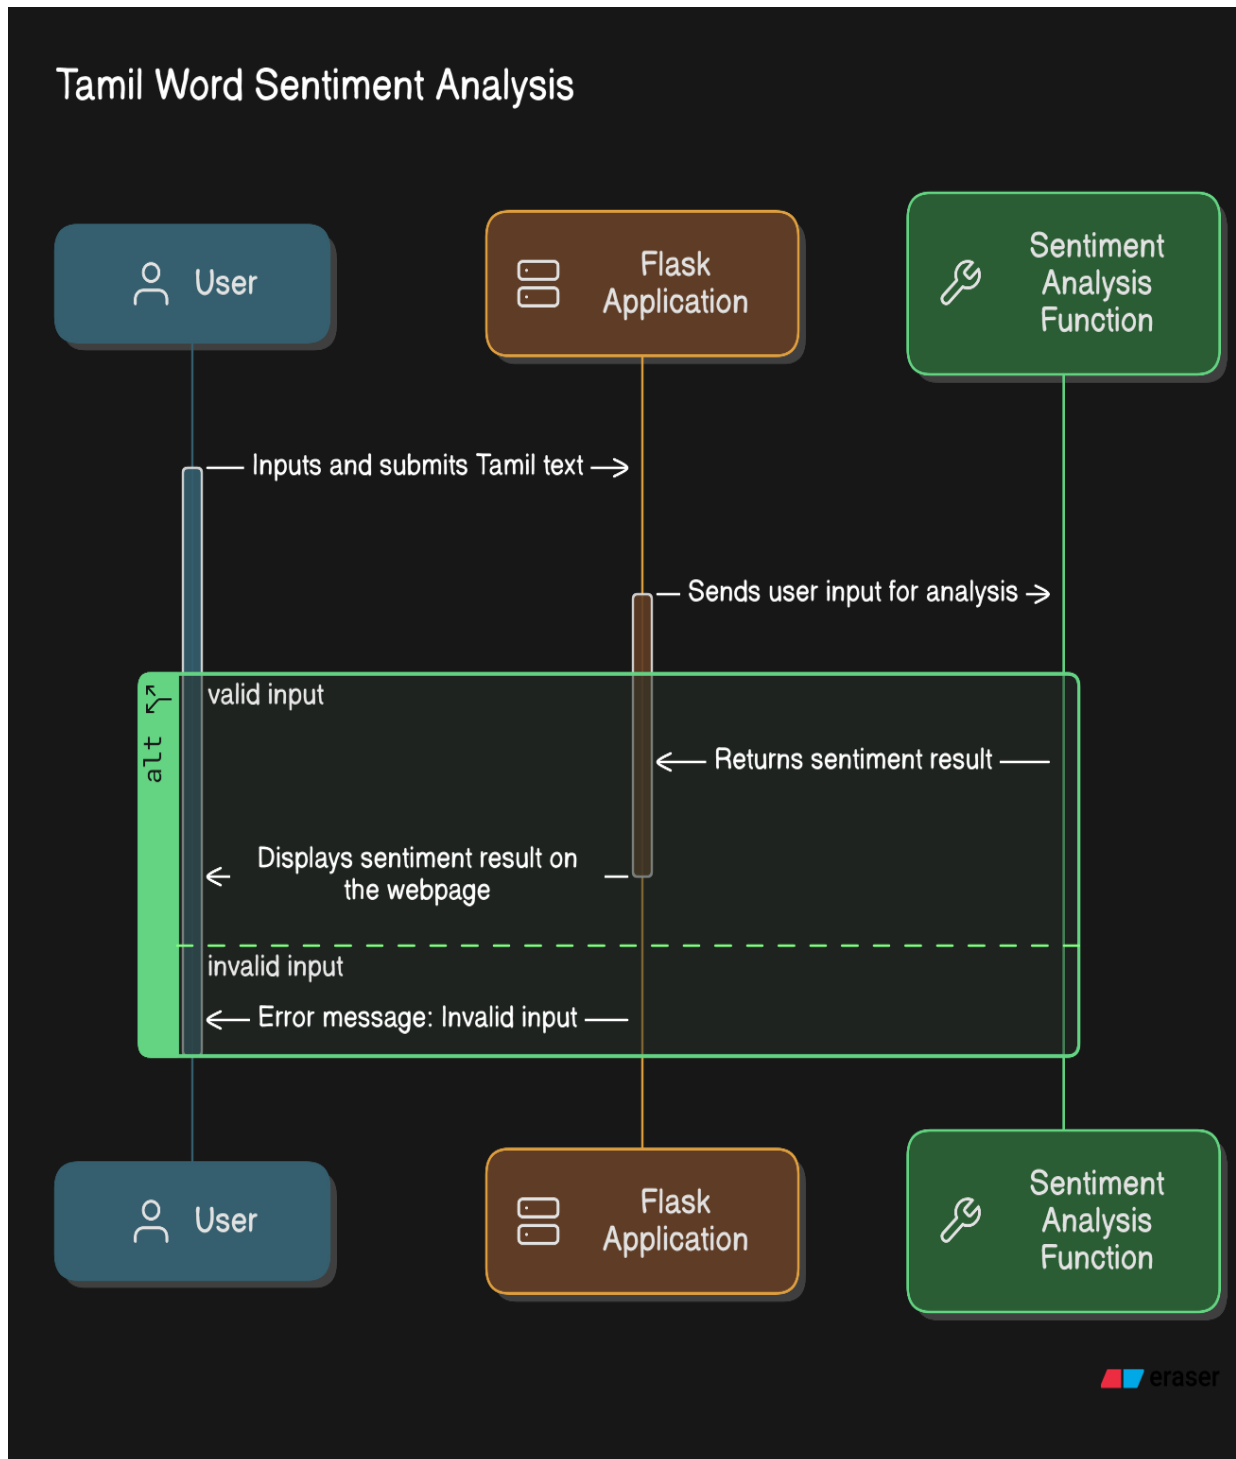 Tamil Word Sentiment Analysis
User
Flask
Application
Sentiment
Analysis
Function
Inputs and submits Tamil text
Sends user input for analysis
alt
valid input
Returns sentiment result
Displays sentiment result on
the webpage
invalid input
Error message: Invalid input
User
Flask
Application
Sentiment
Analysis
Function
eraser